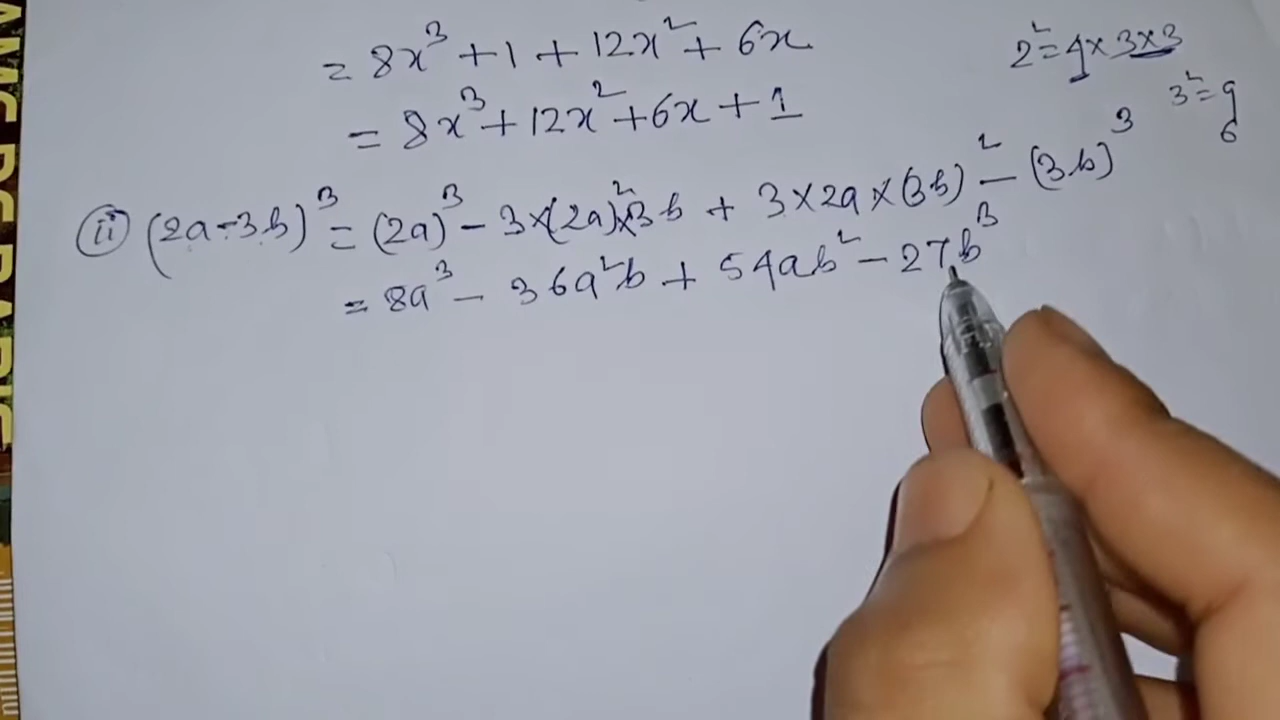 = 8x³ + 1 + 12x² + 6x
= 8x³ + 12x² + 6x + 1
2² = 4 × 3 × 3
3² = 9
6
(ii) (2a - 3b)³ = (2a)³ - 3×(2a)²×3b + 3×2a×(3b)² - (3b)³
= 8a³ - 36a²b + 54ab² - 27b³